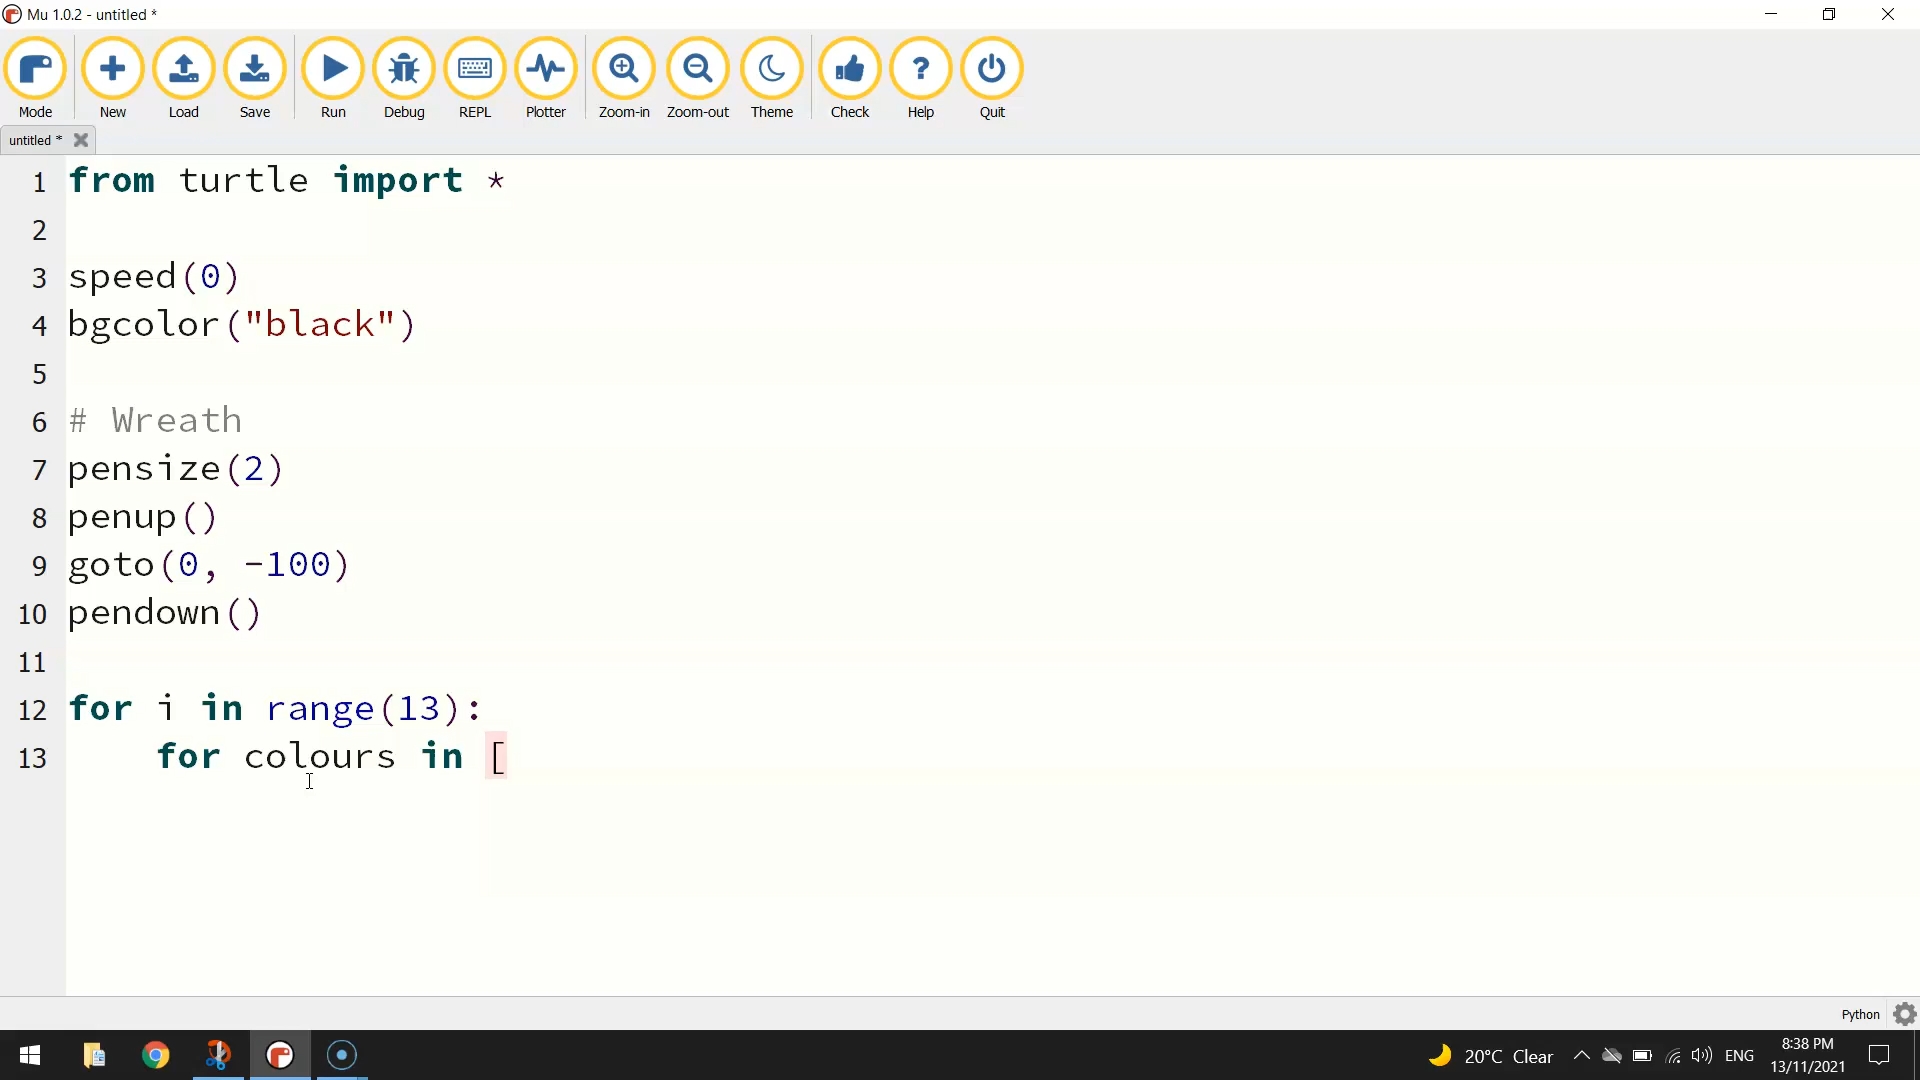 Mu 1.0.2 - untitled *
Mode New Load Save Run Debug REPL Plotter Zoom-in Zoom-out Theme Check ? Help Quit
untitled *
1 from turtle import *
2
3 speed(0)
4 bgcolor("black")
5
6 # Wreath
7 pensize(2)
8 penup()
9 goto(0, -100)
10 pendown()
11
12 for i in range(13):
13     for colours in [
Python
20°C Clear ENG 8:38 PM
13/11/2021